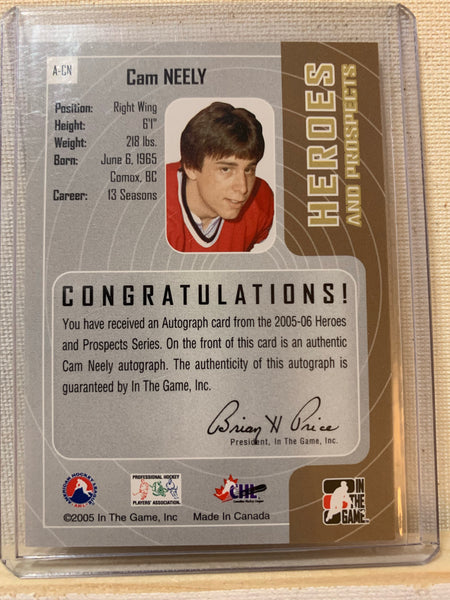 A-CN
Cam NEELY
Position: Right Wing
Height: 6'1"
Weight: 218 lbs.
Born: June 6, 1965
Comox, BC
Career: 13 Seasons
HEROES
AND PROSPECTS
CONGRATULATIONS!
You have received an Autograph card from the 2005-06 Heroes
and Prospects Series. On the front of this card is an authentic
Cam Neely autograph. The authenticity of this autograph is
guaranteed by In The Game, Inc.
Brian H Price
President, In The Game, Inc.
PROFESSIONAL HOCKEY
PLAYERS' ASSOCIATION
CHL
IN
THE
GAME
©2005 In The Game, Inc Made In Canada